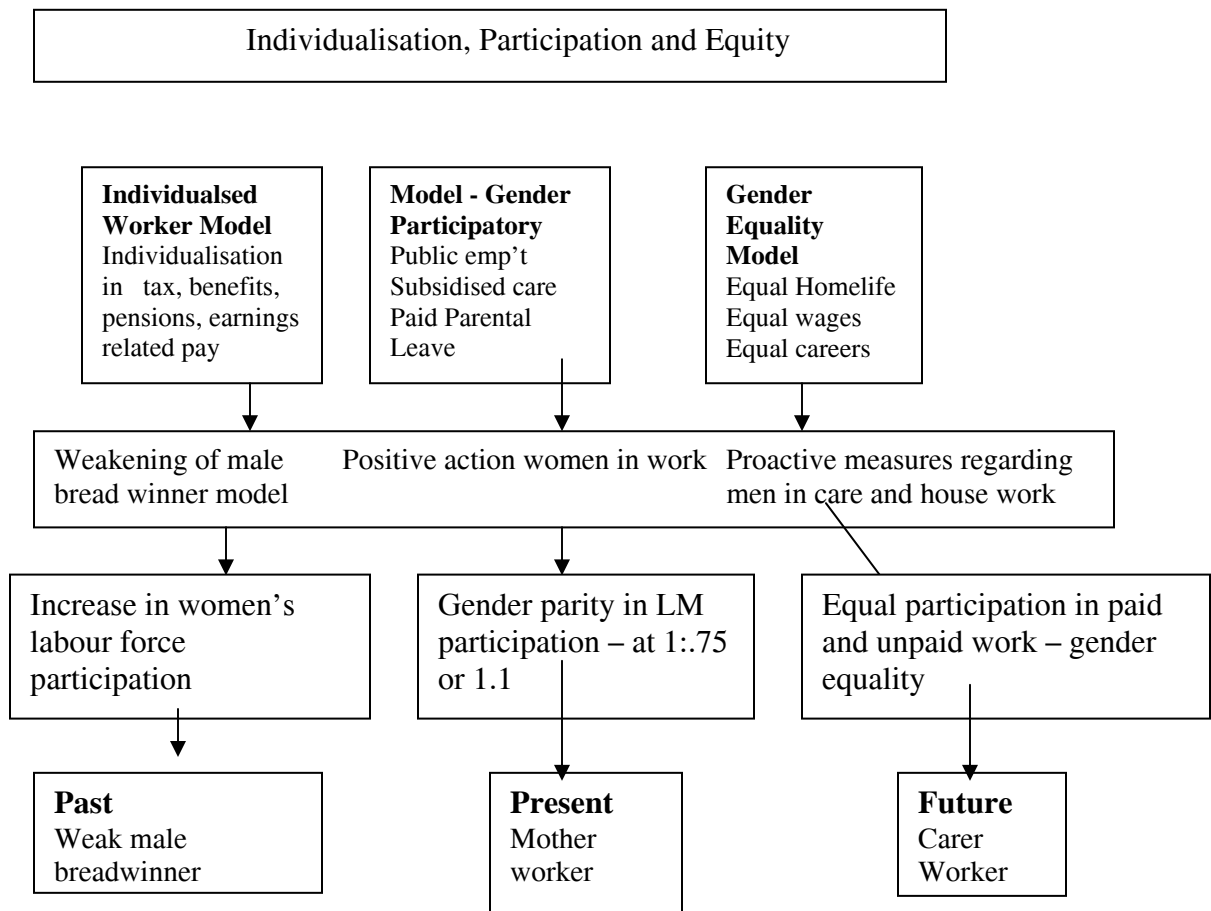 Individualisation, Participation and Equity
Individualsed
Worker Model
Individualisation
in tax, benefits,
pensions, earnings
related pay
Model - Gender
Participatory
Public emp't
Subsidised care
Paid Parental
Leave
Gender
Equality
Model
Equal Homelife
Equal wages
Equal careers
Weakening of male
bread winner model
Positive action women in work
Proactive measures regarding
men in care and house work
Increase in women's
labour force
participation
Gender parity in LM
participation – at 1:.75
or 1.1
Equal participation in paid
and unpaid work – gender
equality
Past
Weak male
breadwinner
Present
Mother
worker
Future
Carer
Worker